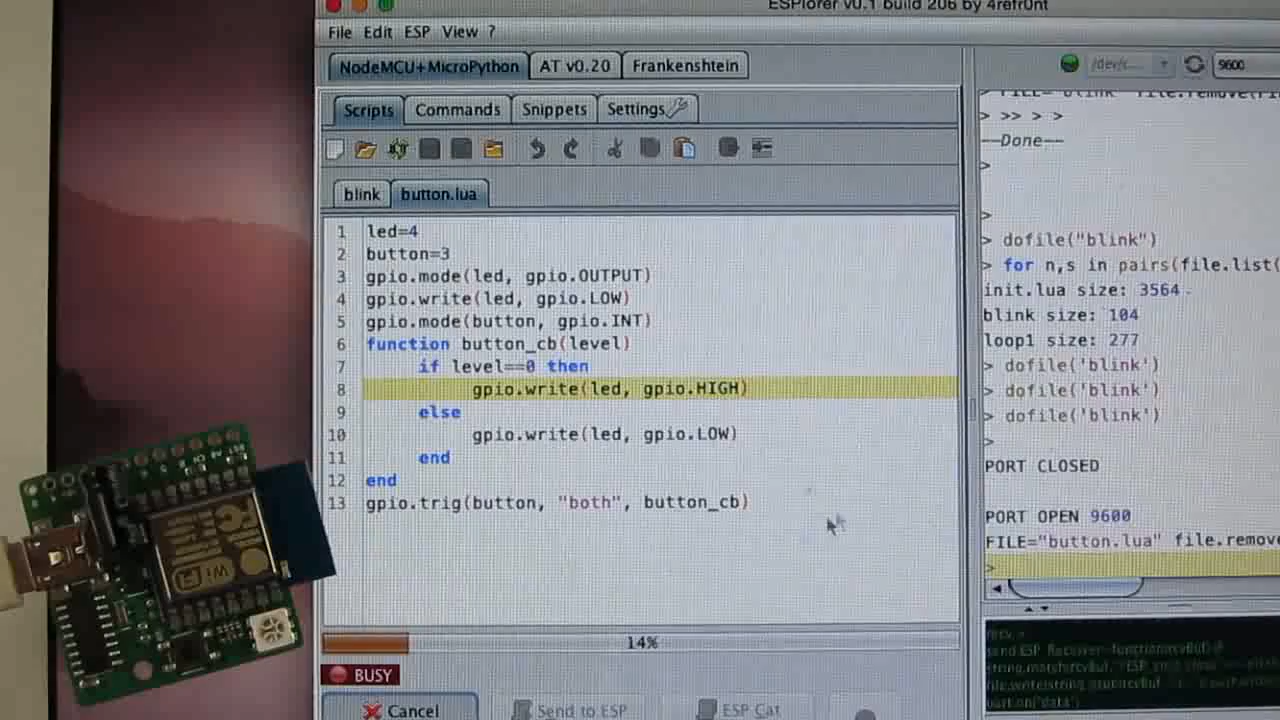 ESPlorer v0.1 build 206 by 4refr0nt
File Edit ESP View ?
NodeMCU+MicroPython AT v0.20 Frankenshtein
/dev/c... 9600
Scripts Commands Snippets Settings
blink button.lua
1 led=4
2 button=3
3 gpio.mode(led, gpio.OUTPUT)
4 gpio.write(led, gpio.LOW)
5 gpio.mode(button, gpio.INT)
6 function button_cb(level)
7 if level==0 then
8 gpio.write(led, gpio.HIGH)
9 else
10 gpio.write(led, gpio.LOW)
11 end
12 end
13 gpio.trig(button, "both", button_cb)
14%
BUSY
Cancel Send to ESP ESP Cat
> >> > >
--Done--
>
>
> dofile("blink")
> for n,s in pairs(file.list(
init.lua size: 3564
blink size: 104
loop1 size: 277
> dofile('blink')
> dofile('blink')
> dofile('blink')
>
PORT CLOSED
PORT OPEN 9600
FILE="button.lua" file.remove
>
WiFi